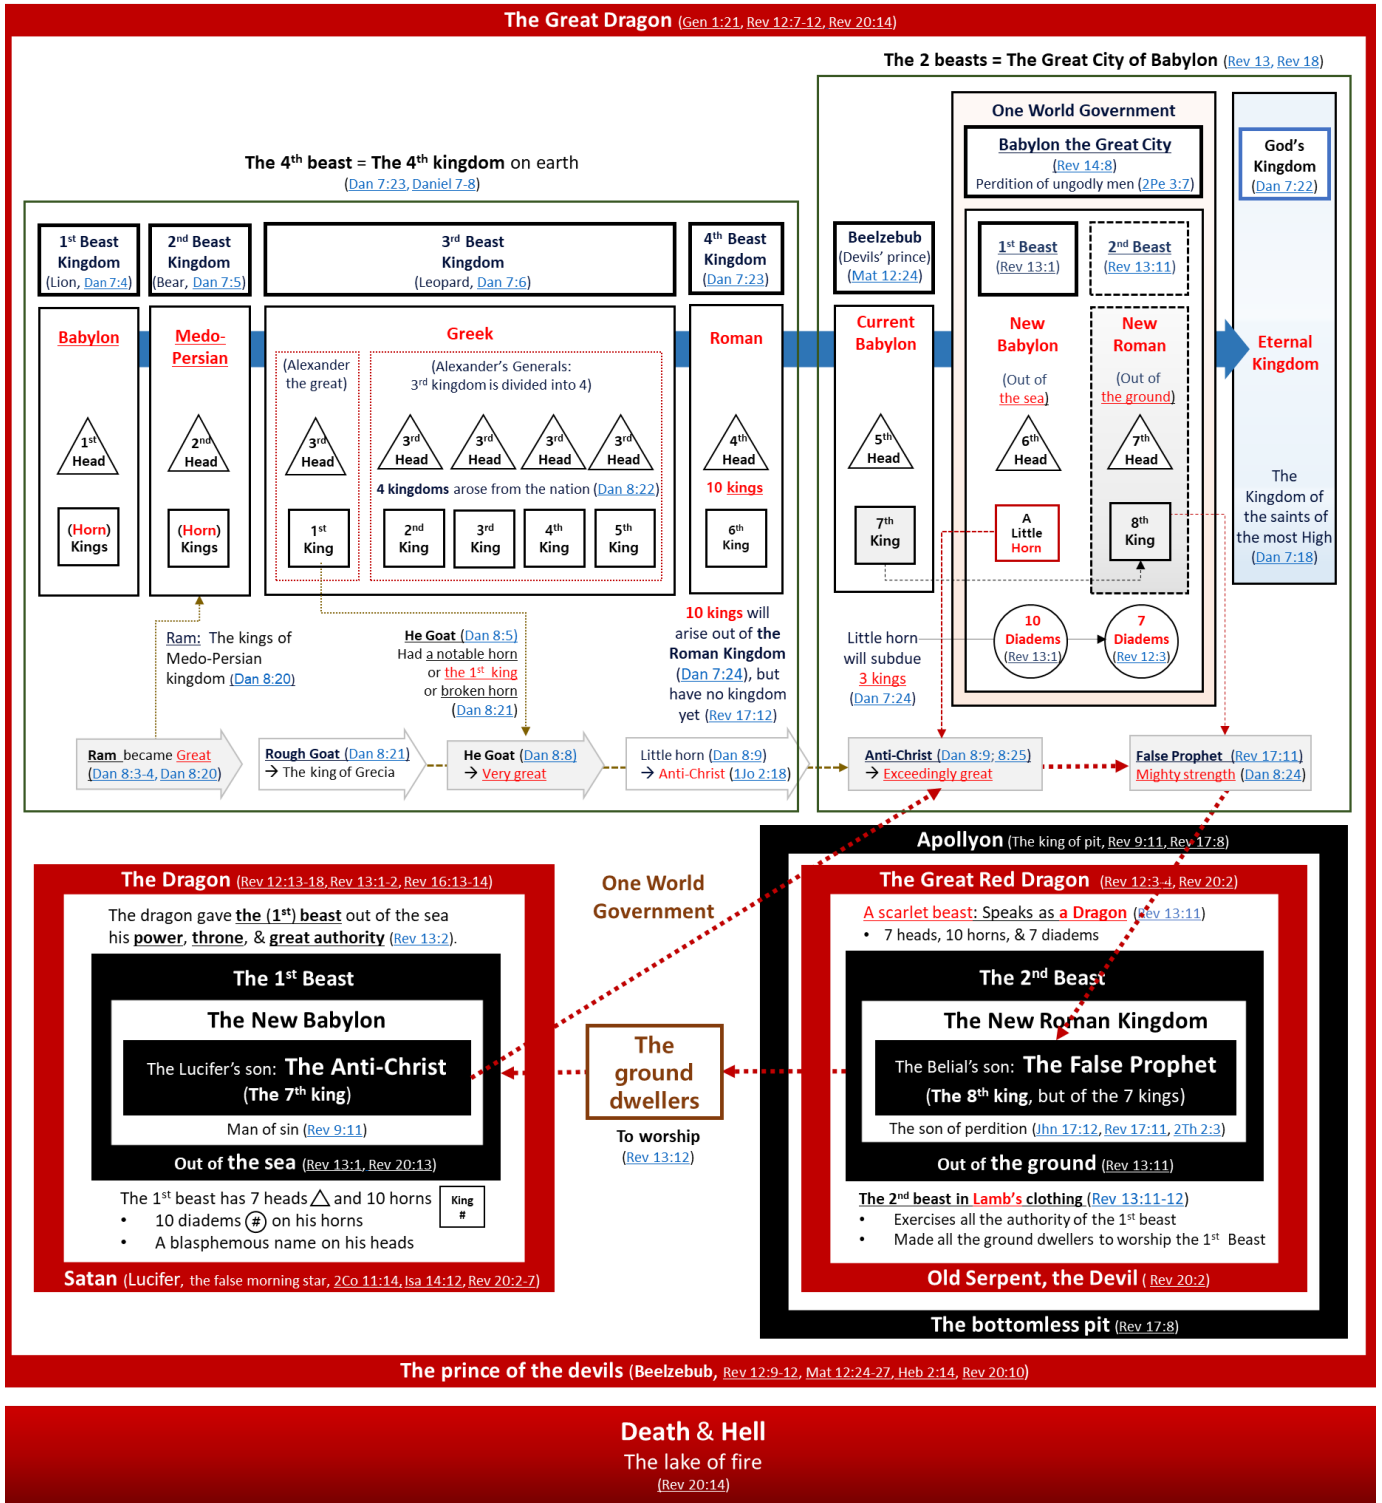 The Great Dragon (Gen 1:21, Rev 12:7-12, Rev 20:14)
The 2 beasts = The Great City of Babylon (Rev 13, Rev 18)
The 4th beast = The 4th kingdom on earth
(Dan 7:23, Daniel 7-8)
1st Beast
Kingdom
(Lion, Dan 7:4)
2nd Beast
Kingdom
(Bear, Dan 7:5)
3rd Beast
Kingdom
(Leopard, Dan 7:6)
4th Beast
Kingdom
(Dan 7:23)
Beelzebub
(Devils' prince)
(Mat 12:24)
One World Government
Babylon the Great City
(Rev 14:8)
Perdition of ungodly men (2Pe 3:7)
1st Beast
(Rev 13:1)
2nd Beast
(Rev 13:11)
God's
Kingdom
(Dan 7:22)
Babylon
1st
Head
(Horn)
Kings
Medo-
Persian
2nd
Head
(Horn)
Kings
Greek
(Alexander
the great)
3rd
Head
1st
King
(Alexander's Generals:
3rd kingdom is divided into 4)
3rd
Head
3rd
Head
3rd
Head
3rd
Head
4 kingdoms arose from the nation (Dan 8:22)
2nd
King
3rd
King
4th
King
5th
King
Roman
4th
Head
10 kings
6th
King
Current
Babylon
5th
Head
7th
King
New
Babylon
(Out of
the sea)
6th
Head
A
Little
Horn
10
Diadems
(Rev 13:1)
New
Roman
(Out of
the ground)
7th
Head
8th
King
7
Diadems
(Rev 12:3)
Eternal
Kingdom
The
Kingdom of
the saints of
the most High
(Dan 7:18)
Ram: The kings of
Medo-Persian
kingdom (Dan 8:20)
He Goat (Dan 8:5)
Had a notable horn
or the 1st king
or broken horn
(Dan 8:21)
10 kings will
arise out of the
Roman Kingdom
(Dan 7:24), but
have no kingdom
yet (Rev 17:12)
Little horn
will subdue
3 kings
(Dan 7:24)
Ram became Great
(Dan 8:3-4, Dan 8:20)
Rough Goat (Dan 8:21)
→ The king of Grecia
He Goat (Dan 8:8)
→ Very great
Little horn (Dan 8:9)
→ Anti-Christ (1Jo 2:18)
Anti-Christ (Dan 8:9; 8:25)
→ Exceedingly great
False Prophet (Rev 17:11)
Mighty strength (Dan 8:24)
The Dragon (Rev 12:13-18, Rev 13:1-2, Rev 16:13-14)
The dragon gave the (1st) beast out of the sea
his power, throne, & great authority (Rev 13:2).
The 1st Beast
The New Babylon
The Lucifer's son: The Anti-Christ
(The 7th king)
Man of sin (Rev 9:11)
Out of the sea (Rev 13:1, Rev 20:13)
The 1st beast has 7 heads and 10 horns
King
#
• 10 diadems # on his horns
• A blasphemous name on his heads
Satan (Lucifer, the false morning star, 2Co 11:14, Isa 14:12, Rev 20:2-7)
One World
Government
The
ground
dwellers
To worship
(Rev 13:12)
Apollyon (The king of pit, Rev 9:11, Rev 17:8)
The Great Red Dragon (Rev 12:3-4, Rev 20:2)
A scarlet beast: Speaks as a Dragon (Rev 13:11)
• 7 heads, 10 horns, & 7 diadems
The 2nd Beast
The New Roman Kingdom
The Belial's son: The False Prophet
(The 8th king, but of the 7 kings)
The son of perdition (Jhn 17:12, Rev 17:11, 2Th 2:3)
Out of the ground (Rev 13:11)
The 2nd beast in Lamb's clothing (Rev 13:11-12)
• Exercises all the authority of the 1st beast
• Made all the ground dwellers to worship the 1st Beast
Old Serpent, the Devil ( Rev 20:2)
The bottomless pit (Rev 17:8)
The prince of the devils (Beelzebub, Rev 12:9-12, Mat 12:24-27, Heb 2:14, Rev 20:10)
Death & Hell
The lake of fire
(Rev 20:14)